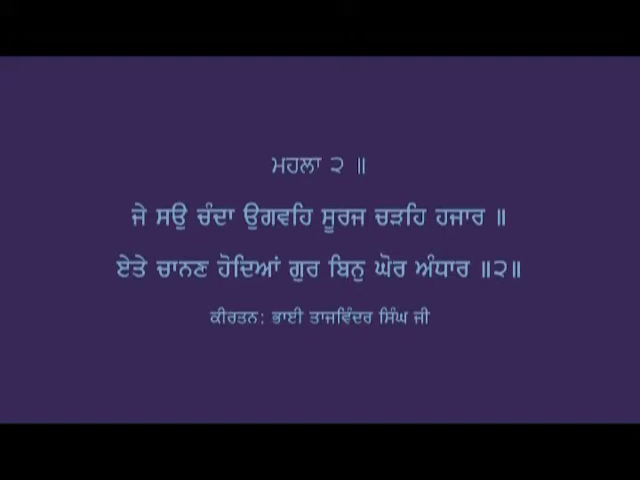 ਮਹਲਾ ੨ ॥
ਜੇ ਸਉ ਚੰਦਾ ਉਗਵਹਿ ਸੂਰਜ ਚੜਹਿ ਹਜਾਰ ॥
ਏਤੇ ਚਾਨਣ ਹੋਦਿਆਂ ਗੁਰ ਬਿਨੁ ਘੋਰ ਅੰਧਾਰ ॥੨॥
ਕੀਰਤਨ: ਭਾਈ ਤਾਜਵਿੰਦਰ ਸਿੰਘ ਜੀ